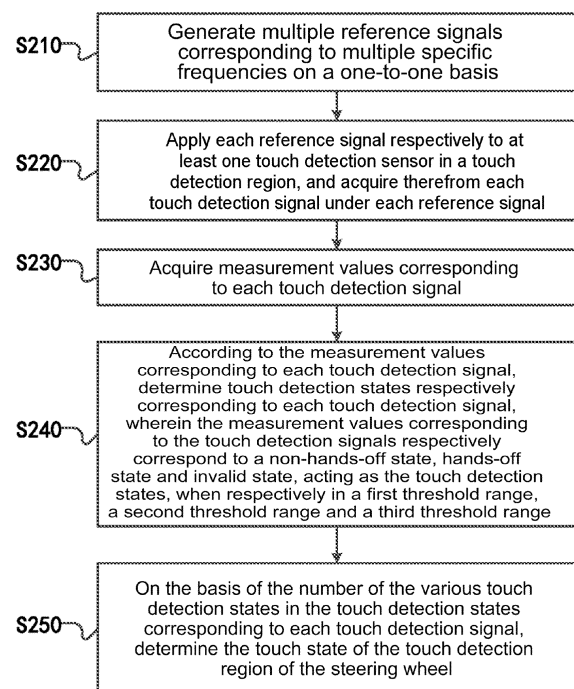 S210
Generate multiple reference signals
corresponding to multiple specific
frequencies on a one-to-one basis
S220
Apply each reference signal respectively to at
least one touch detection sensor in a touch
detection region, and acquire therefrom each
touch detection signal under each reference signal
S230
Acquire measurement values corresponding
to each touch detection signal
S240
According to the measurement values
corresponding to each touch detection signal,
determine touch detection states respectively
corresponding to each touch detection signal,
wherein the measurement values corresponding
to the touch detection signals respectively
correspond to a non-hands-off state, hands-off
state and invalid state, acting as the touch detection
states, when respectively in a first threshold range,
a second threshold range and a third threshold range
S250
On the basis of the number of the various touch
detection states in the touch detection states
corresponding to each touch detection signal,
determine the touch state of the touch detection
region of the steering wheel